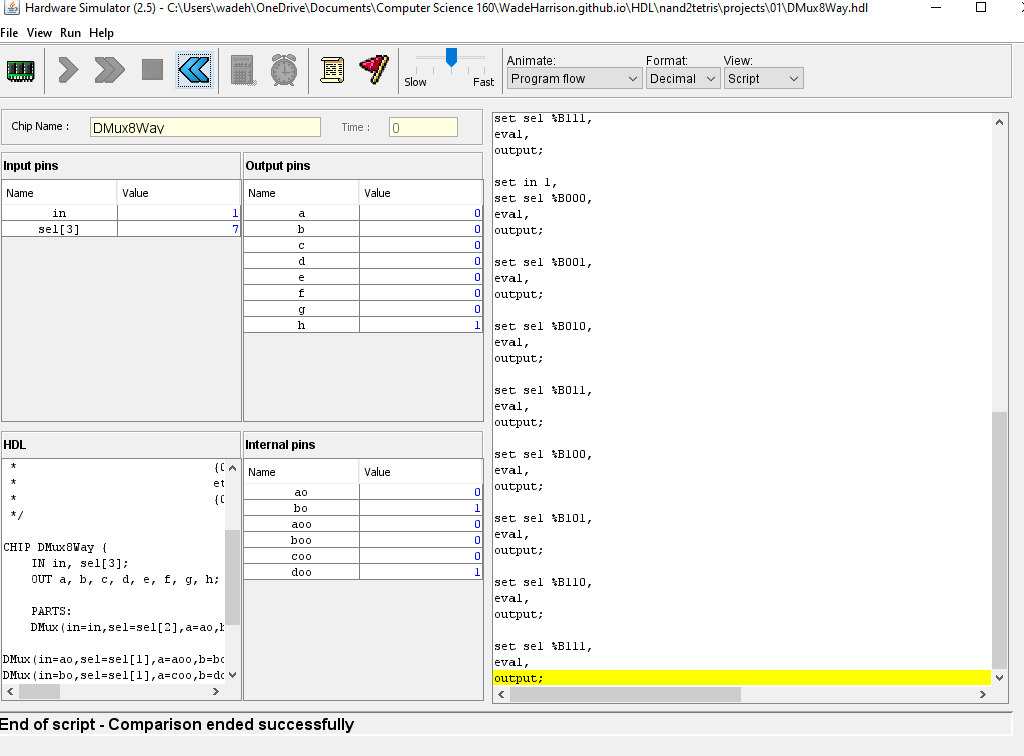 Hardware Simulator (2.5) - C:\Users\wadeh\OneDrive\Documents\Computer Science 160\WadeHarrison.github.io\HDL\nand2tetris\projects\01\DMux8Way.hdl
File View Run Help
Slow Fast
Animate: Format: View:
Program flow Decimal Script
Chip Name : DMux8Way Time : 0
Input pins
Name Value
in 1
sel[3] 7
Output pins
Name Value
a 0
b 0
c 0
d 0
e 0
f 0
g 0
h 1
HDL
*
*
*
*/
CHIP DMux8Way {
IN in, sel[3];
OUT a, b, c, d, e, f, g, h;
PARTS:
DMux(in=in,sel=sel[2],a=ao,b
DMux(in=ao,sel=sel[1],a=aoo,b=bo
DMux(in=bo,sel=sel[1],a=coo,b=do
Internal pins
Name Value
ao 0
bo 1
aoo 0
boo 0
coo 0
doo 1
set sel %B111,
eval,
output;
set in 1,
set sel %B000,
eval,
output;
set sel %B001,
eval,
output;
set sel %B010,
eval,
output;
set sel %B011,
eval,
output;
set sel %B100,
eval,
output;
set sel %B101,
eval,
output;
set sel %B110,
eval,
output;
set sel %B111,
eval,
output;
End of script - Comparison ended successfully